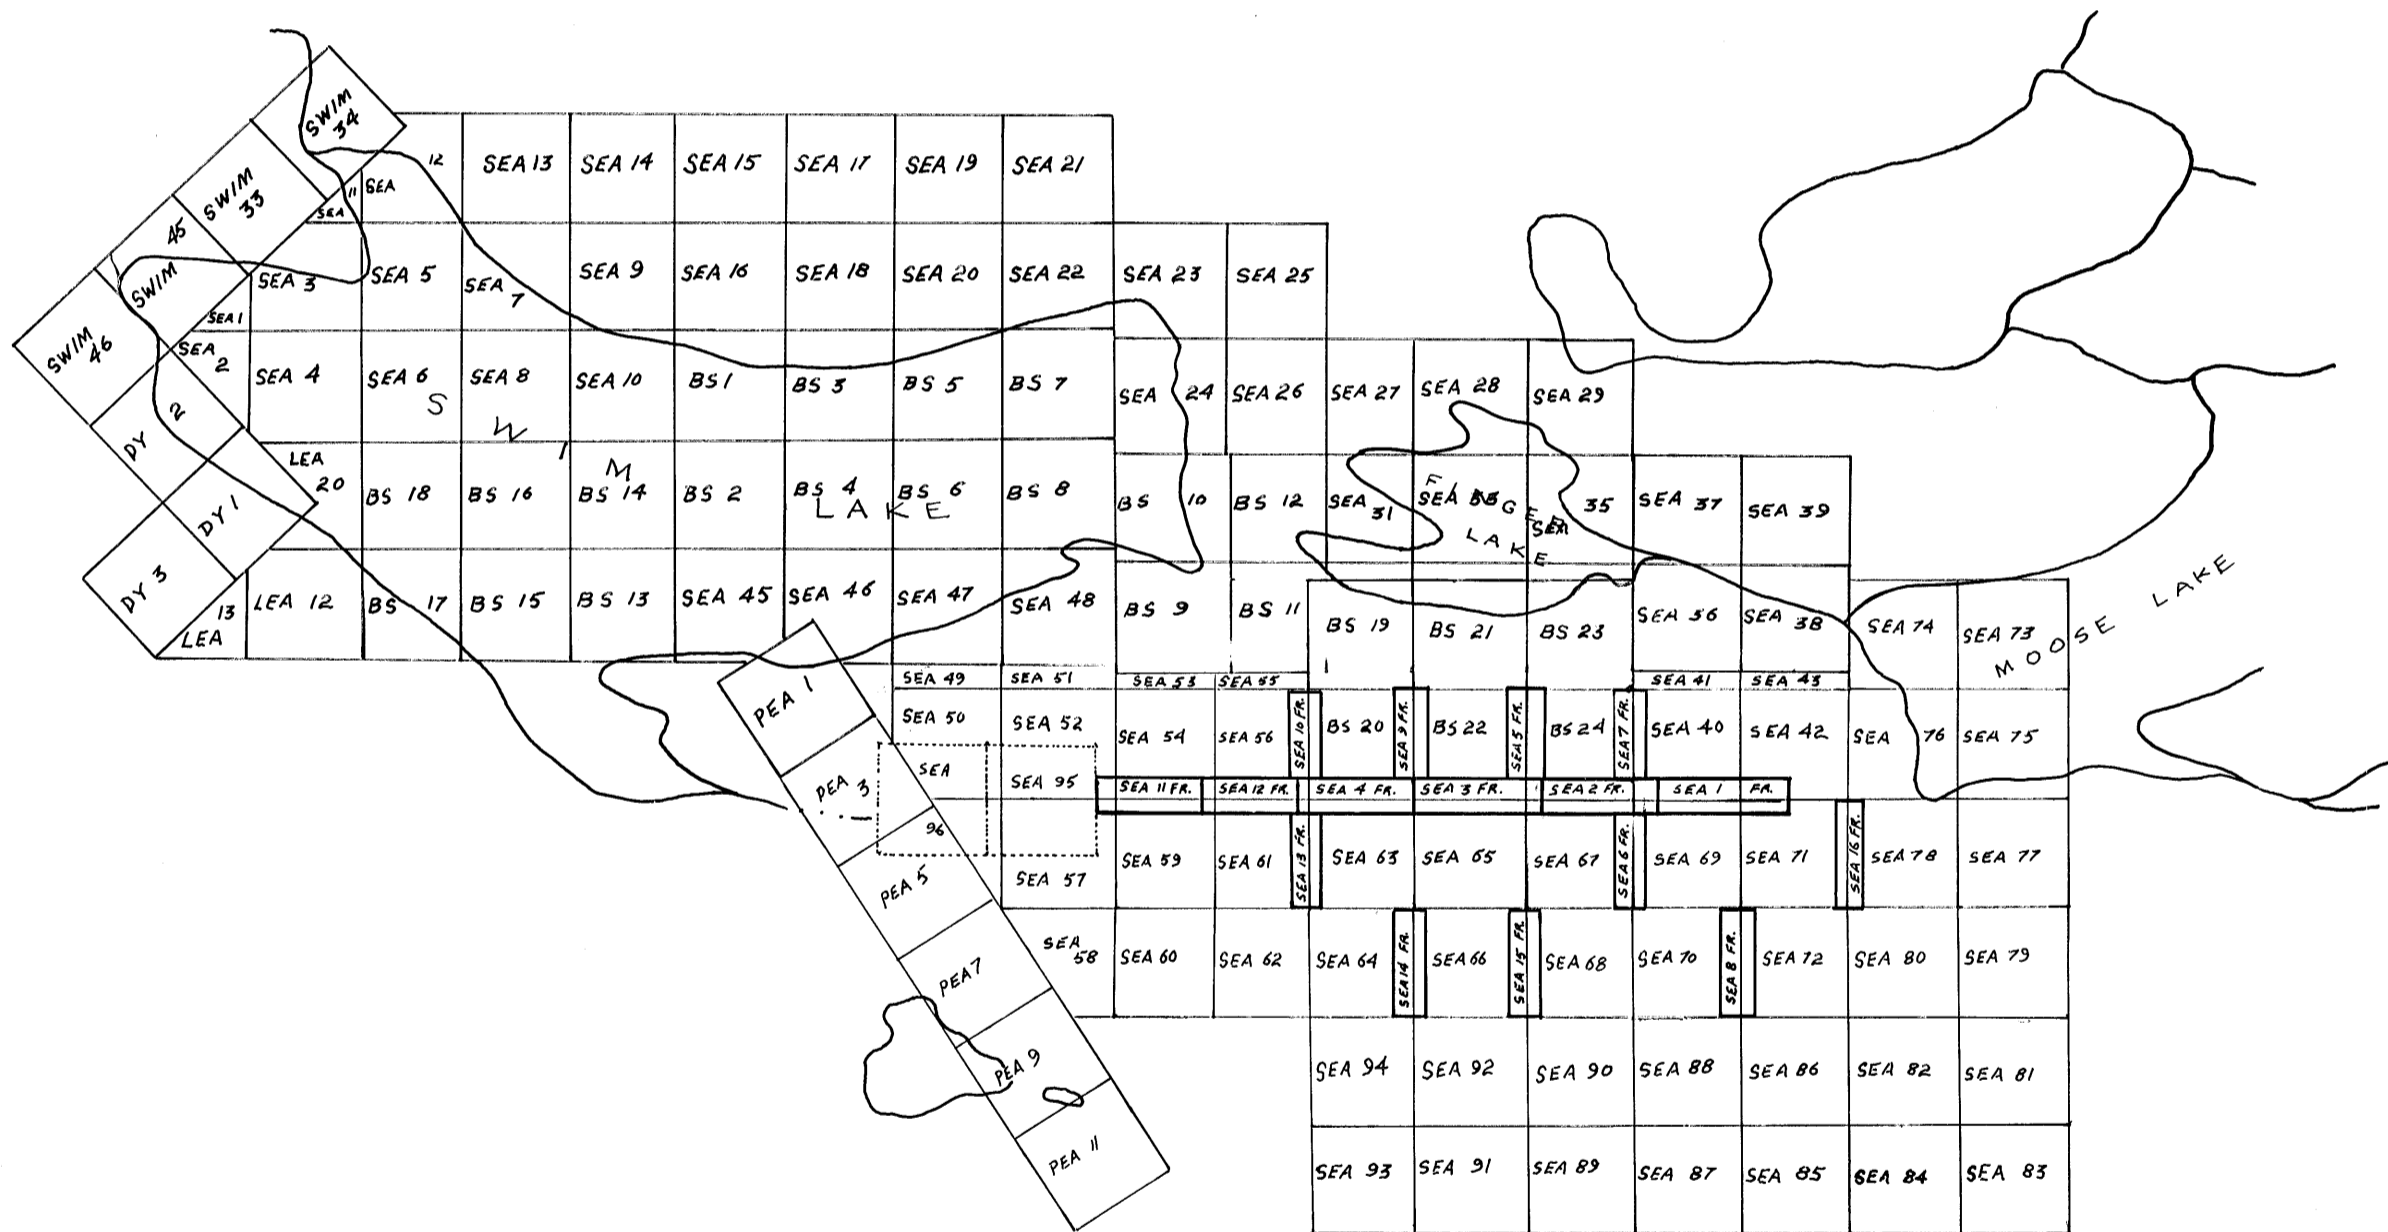 SWIM 34
SWIM 33
SWIM 45
SWIM 46
SEA 12
SEA 13
SEA 14
SEA 15
SEA 17
SEA 19
SEA 21
SEA 11
SEA 3
SEA 5
SEA 7
SEA 9
SEA 16
SEA 18
SEA 20
SEA 22
SEA 23
SEA 25
SEA 1
SEA 2
SEA 4
SEA 6
SEA 8
SEA 10
BS 1
BS 3
BS 5
BS 7
SEA 24
SEA 26
SEA 27
SEA 28
SEA 29
SWIM
LAKE
DY 2
DY 1
DY 3
LEA 20
BS 18
BS 16
BS 14
BS 2
BS 4
BS 6
BS 8
BS 10
BS 12
SEA 31
SEA
SEA 35
SEA 37
SEA 39
LAKE
LEA 13
LEA 12
BS 17
BS 15
BS 13
SEA 45
SEA 46
SEA 47
SEA 48
BS 9
BS 11
BS 19
BS 21
BS 23
SEA 36
SEA 38
SEA 74
SEA 73
MOOSE LAKE
SEA 49
SEA 51
SEA 53
SEA 55
SEA 41
SEA 43
PEA 1
SEA 50
SEA 52
SEA 54
SEA 56
SEA 10 FR.
BS 20
SEA 9 FR.
BS 22
SEA 5 FR.
BS 24
SEA 7 FR.
SEA 40
SEA 42
SEA 76
SEA 75
PEA 3
SEA 96
SEA 95
SEA 11 FR.
SEA 12 FR.
SEA 4 FR.
SEA 3 FR.
SEA 2 FR.
SEA 1 FR.
PEA 5
SEA 57
SEA 59
SEA 61
SEA 13 FR.
SEA 63
SEA 65
SEA 67
SEA 6 FR.
SEA 69
SEA 71
SEA 16 FR.
SEA 78
SEA 77
PEA 7
SEA 58
SEA 60
SEA 62
SEA 64
SEA 14 FR.
SEA 66
SEA 15 FR.
SEA 68
SEA 70
SEA 8 FR.
SEA 72
SEA 80
SEA 79
PEA 9
SEA 94
SEA 92
SEA 90
SEA 88
SEA 86
SEA 82
SEA 81
PEA 11
SEA 93
SEA 91
SEA 89
SEA 87
SEA 85
SEA 84
SEA 83